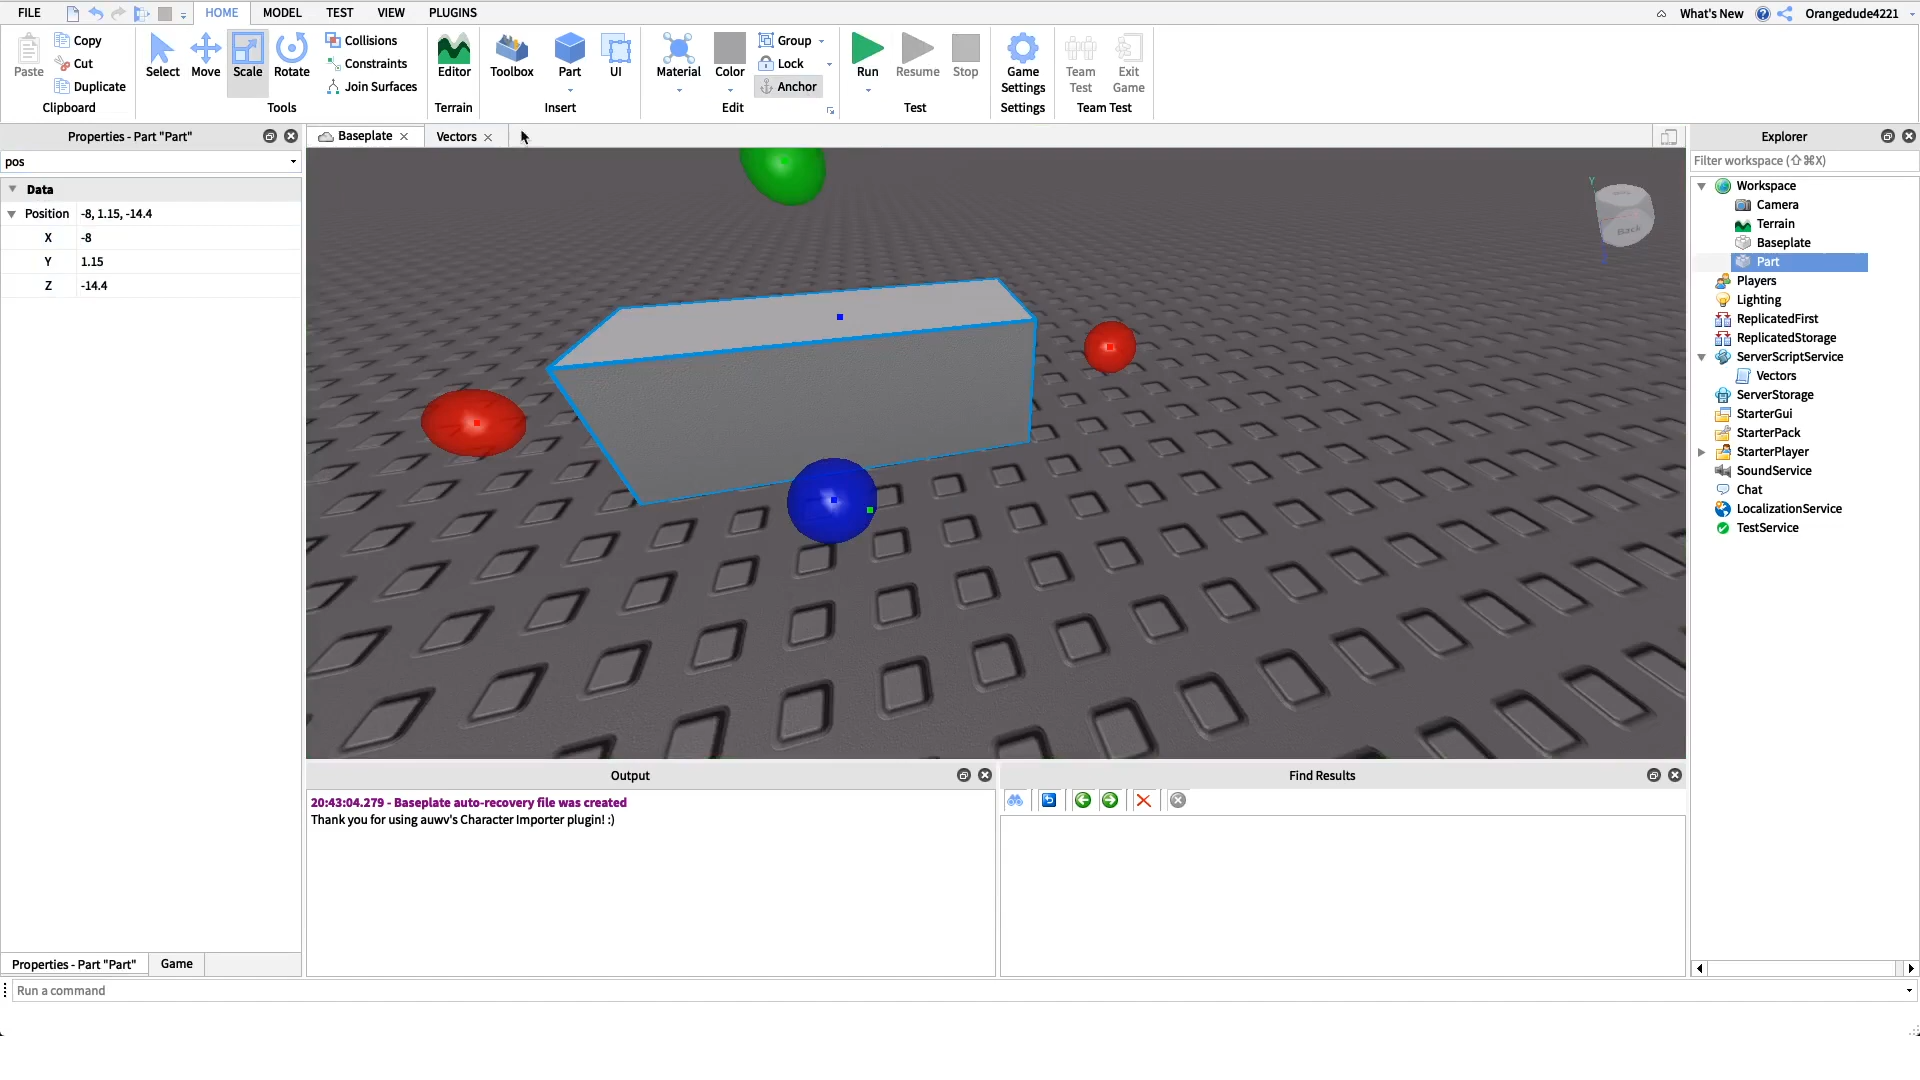 FILE HOME MODEL TEST VIEW PLUGINS What's New Orangedude4221
Paste Copy Cut Duplicate Clipboard
Select Move Scale Rotate Collisions Constraints Join Surfaces Tools
Editor Terrain
Toolbox Part UI Insert
Material Color Group Lock Anchor Edit
Run Resume Stop Test
Game Settings Settings
Team Test Exit Game Team Test
Properties - Part "Part"
pos
Data
Position -8, 1.15, -14.4
X -8
Y 1.15
Z -14.4
Properties - Part "Part" Game
Baseplate Vectors
Y
Back
Output
20:43:04.279 - Baseplate auto-recovery file was created
Thank you for using auwv's Character Importer plugin! :)
Find Results
Explorer
Filter workspace (⇧⌘X)
Workspace
Camera
Terrain
Baseplate
Part
Players
Lighting
ReplicatedFirst
ReplicatedStorage
ServerScriptService
Vectors
ServerStorage
StarterGui
StarterPack
StarterPlayer
SoundService
Chat
LocalizationService
TestService
Run a command